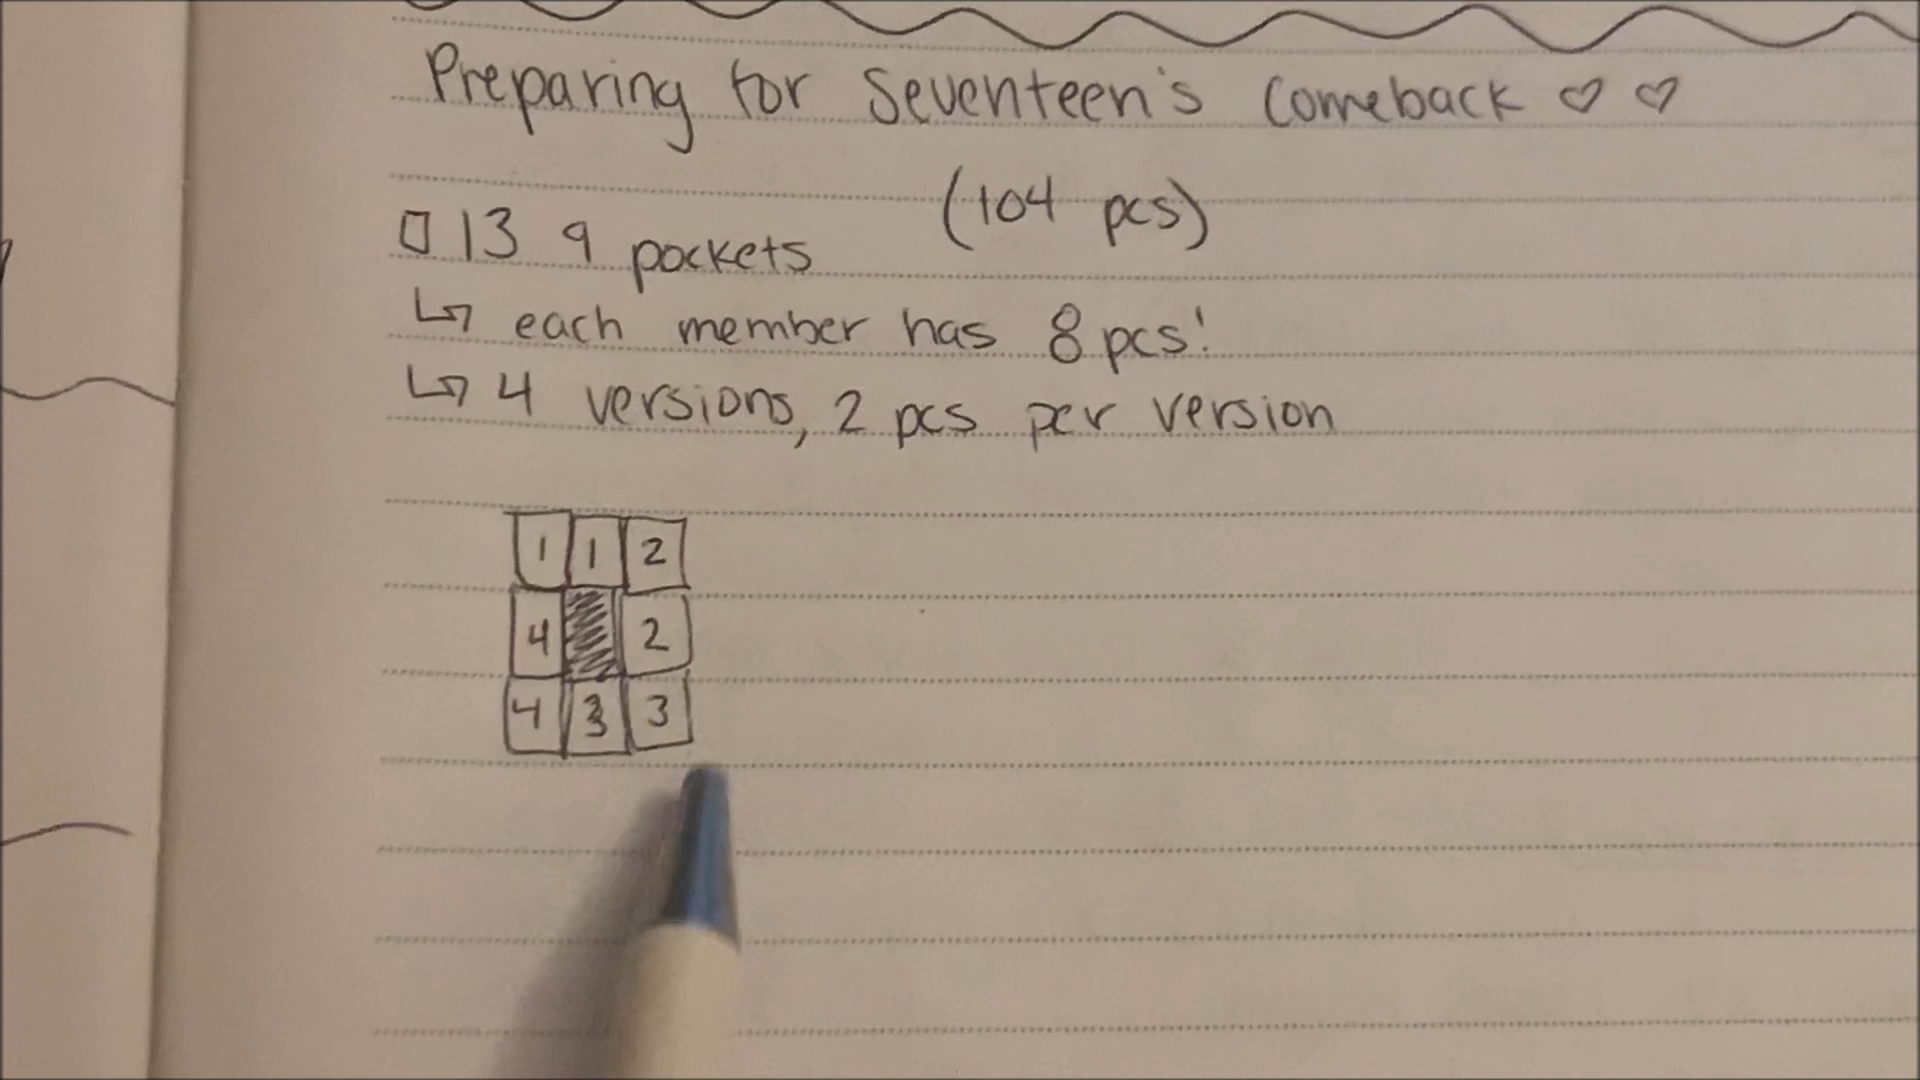 Preparing for Seventeen's Comeback ♡ ♡
(104 pcs)
□ 13 9 pockets
↳ each member has 8 pcs!
↳ 4 versions, 2 pcs per version
1 1 2
4 2
4 3 3